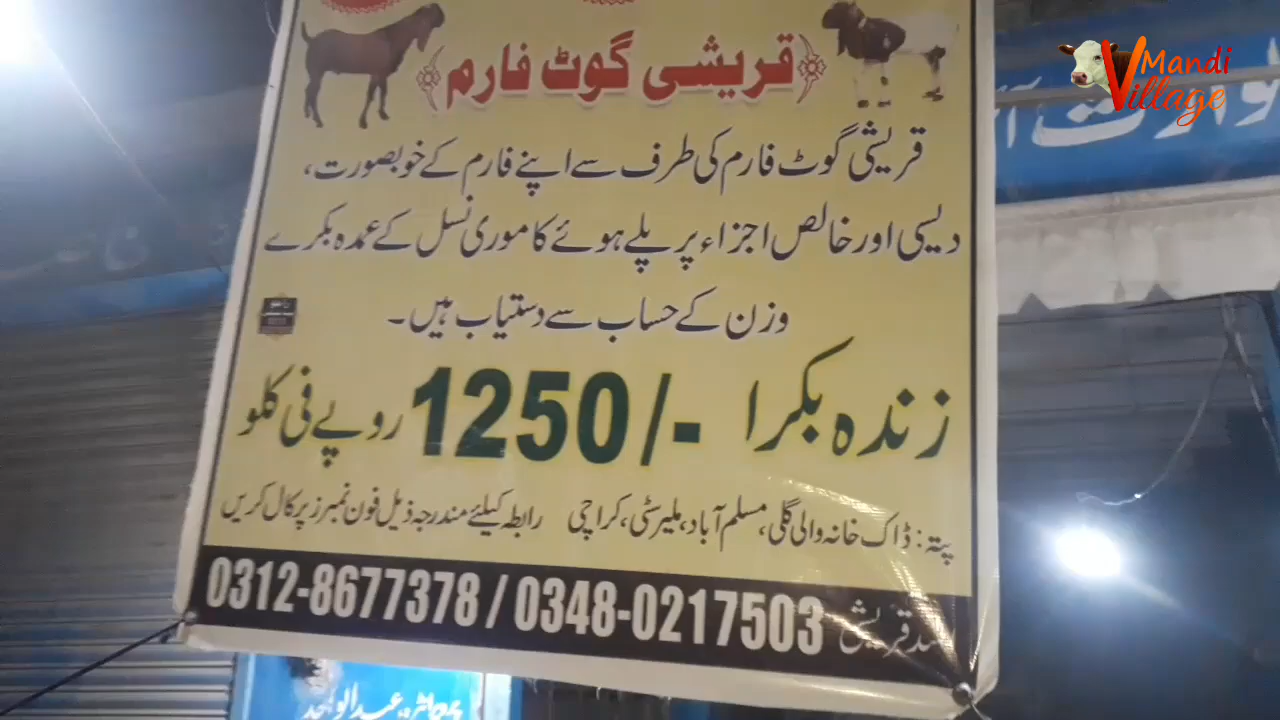 Mandi
Village
قریشی گوٹ فارم
قریشی گوٹ فارم کی طرف سے اپنے فارم کے خوبصورت،
دیسی اور خالص اجزاء پر پلے ہوئے کاموری نسل کے عمدہ بکرے
وزن کے حساب سے دستیاب ہیں۔
زندہ بکرا 1250/- روپے فی کلو
پتہ: ڈاک خانہ والی گلی، مسلم آباد، ملیر سٹی، کراچی رابطہ کیلئے مندرجہ ذیل فون نمبرز پر کال کریں
قریشی 0312-8677378 / 0348-0217503